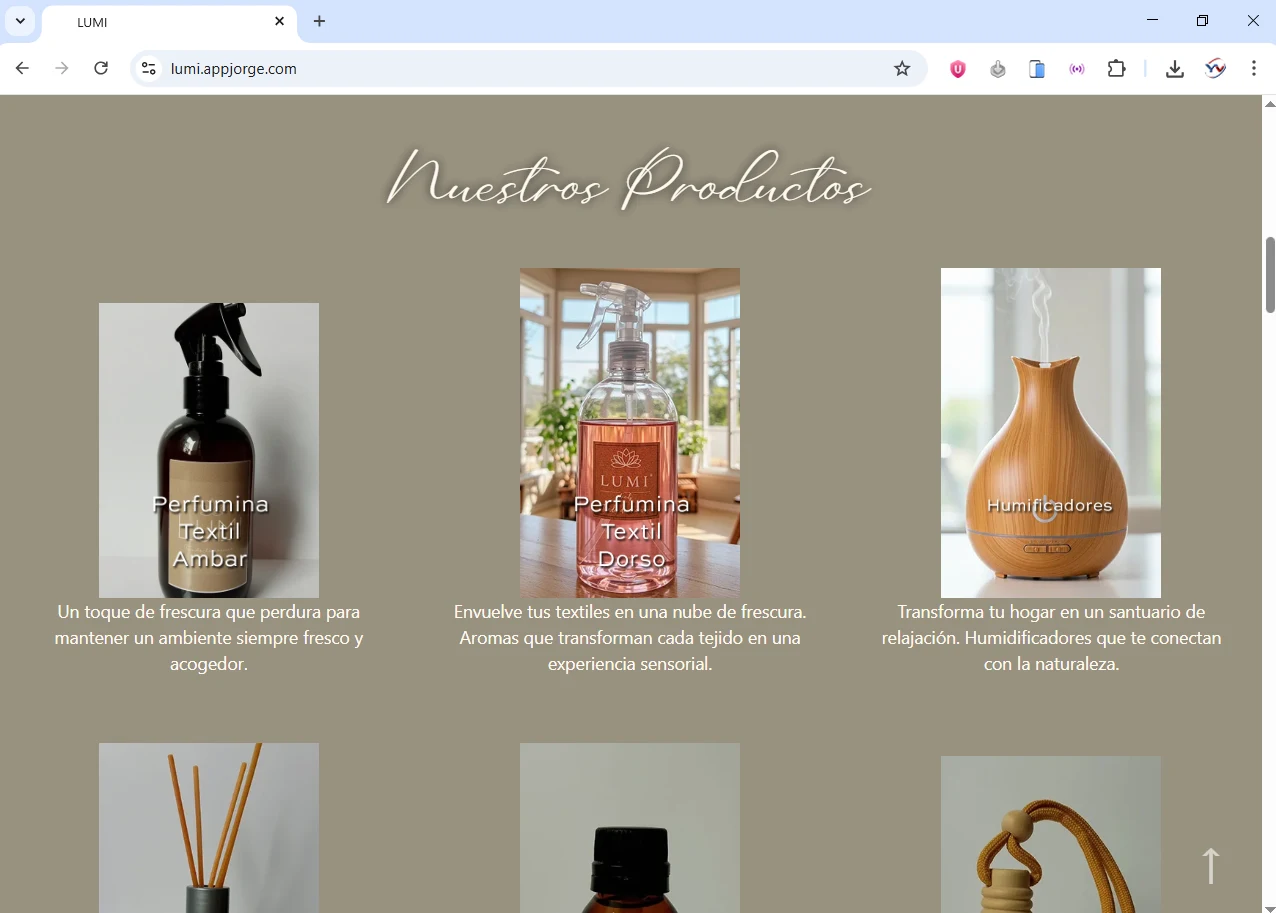 LUMI
lumi.appjorge.com
Nuestros Productos
Perfumina
Textil
Ambar
Un toque de frescura que perdura para
mantener un ambiente siempre fresco y
acogedor.
LUMI
Perfumina
Textil
Dorso
Envuelve tus textiles en una nube de frescura.
Aromas que transforman cada tejido en una
experiencia sensorial.
Humificadores
Transforma tu hogar en un santuario de
relajación. Humidificadores que te conectan
con la naturaleza.